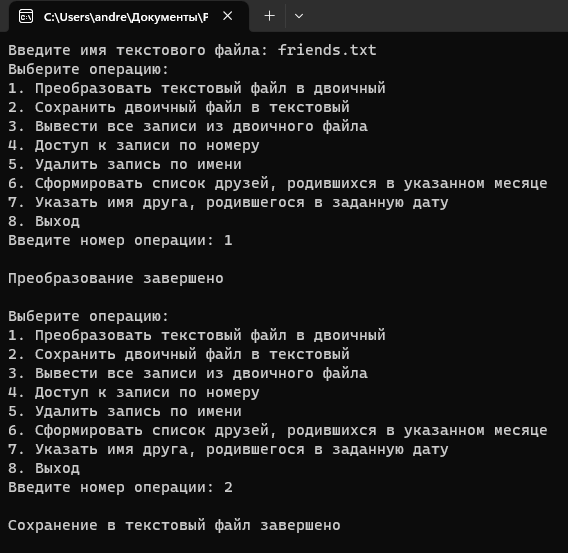 C:\Users\andre\Документы\F
Введите имя текстового файла: friends.txt
Выберите операцию:
1. Преобразовать текстовый файл в двоичный
2. Сохранить двоичный файл в текстовый
3. Вывести все записи из двоичного файла
4. Доступ к записи по номеру
5. Удалить запись по имени
6. Сформировать список друзей, родившихся в указанном месяце
7. Указать имя друга, родившегося в заданную дату
8. Выход
Введите номер операции: 1
Преобразование завершено
Выберите операцию:
1. Преобразовать текстовый файл в двоичный
2. Сохранить двоичный файл в текстовый
3. Вывести все записи из двоичного файла
4. Доступ к записи по номеру
5. Удалить запись по имени
6. Сформировать список друзей, родившихся в указанном месяце
7. Указать имя друга, родившегося в заданную дату
8. Выход
Введите номер операции: 2
Сохранение в текстовый файл завершено